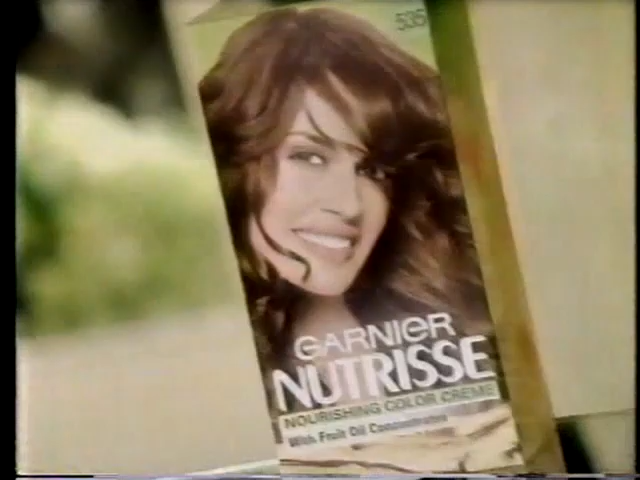 535
GARNIER
NUTRISSE
NOURISHING COLOR CREME
With Fruit Oil Concentrates